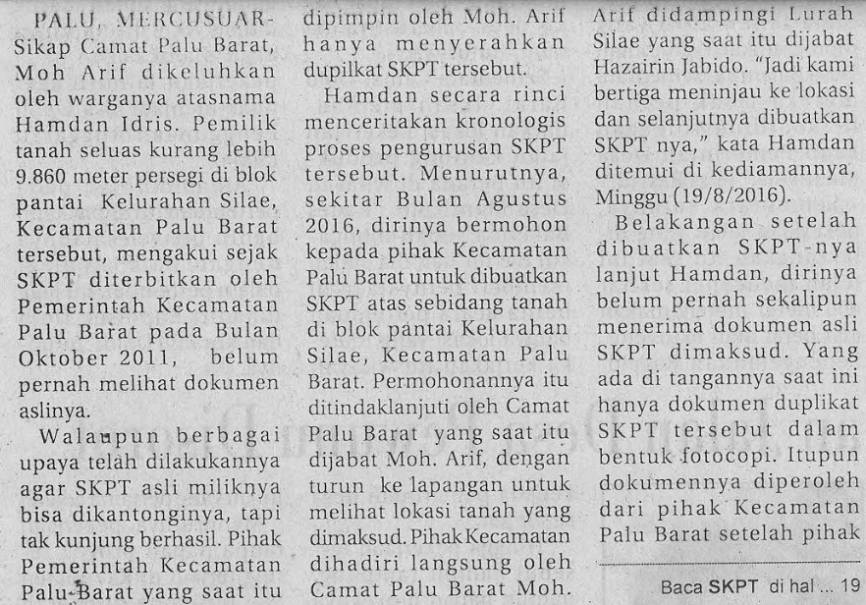 PALU, MERCUSUAR-
Sikap Camat Palu Barat,
Moh Arif dikeluhkan
oleh warganya atasnama
Hamdan Idris. Pemilik
tanah seluas kurang lebih
9.860 meter persegi di blok
pantai Kelurahan Silae,
Kecamatan Palu Barat
tersebut, mengakui sejak
SKPT diterbitkan oleh
Pemerintah Kecamatan
Palu Barat pada Bulan
Oktober 2011, belum
pernah melihat dokumen
aslinya.
Walaupun berbagai
upaya telah dilakukannya
agar SKPT asli miliknya
bisa dikantonginya, tapi
tak kunjung berhasil. Pihak
Pemerintah Kecamatan
Palu Barat yang saat itu
dipimpin oleh Moh. Arif
hanya menyerahkan
dupilkat SKPT tersebut.
Hamdan secara rinci
menceritakan kronologis
proses pengurusan SKPT
tersebut. Menurutnya,
sekitar Bulan Agustus
2016, dirinya bermohon
kepada pihak Kecamatan
Palu Barat untuk dibuatkan
SKPT atas sebidang tanah
di blok pantai Kelurahan
Silae, Kecamatan Palu
Barat. Permohonannya itu
ditindaklanjuti oleh Camat
Palu Barat yang saat itu
dijabat Moh. Arif, dengan
turun ke lapangan untuk
melihat lokasi tanah yang
dimaksud. Pihak Kecamatan
dihadiri langsung oleh
Camat Palu Barat Moh.
Arif didampingi Lurah
Silae yang saat itu dijabat
Hazairin Jabido. "Jadi kami
bertiga meninjau ke lokasi
dan selanjutnya dibuatkan
SKPT nya," kata Hamdan
ditemui di kediamannya,
Minggu (19/8/2016).
Belakangan setelah
dibuatkan SKPT-nya
lanjut Hamdan, dirinya
belum pernah sekalipun
menerima dokumen asli
SKPT dimaksud. Yang
ada di tangannya saat ini
hanya dokumen duplikat
SKPT tersebut dalam
bentuk fotocopi. Itupun
dokumennya diperoleh
dari pihak Kecamatan
Palu Barat setelah pihak
Baca SKPT di hal ... 19